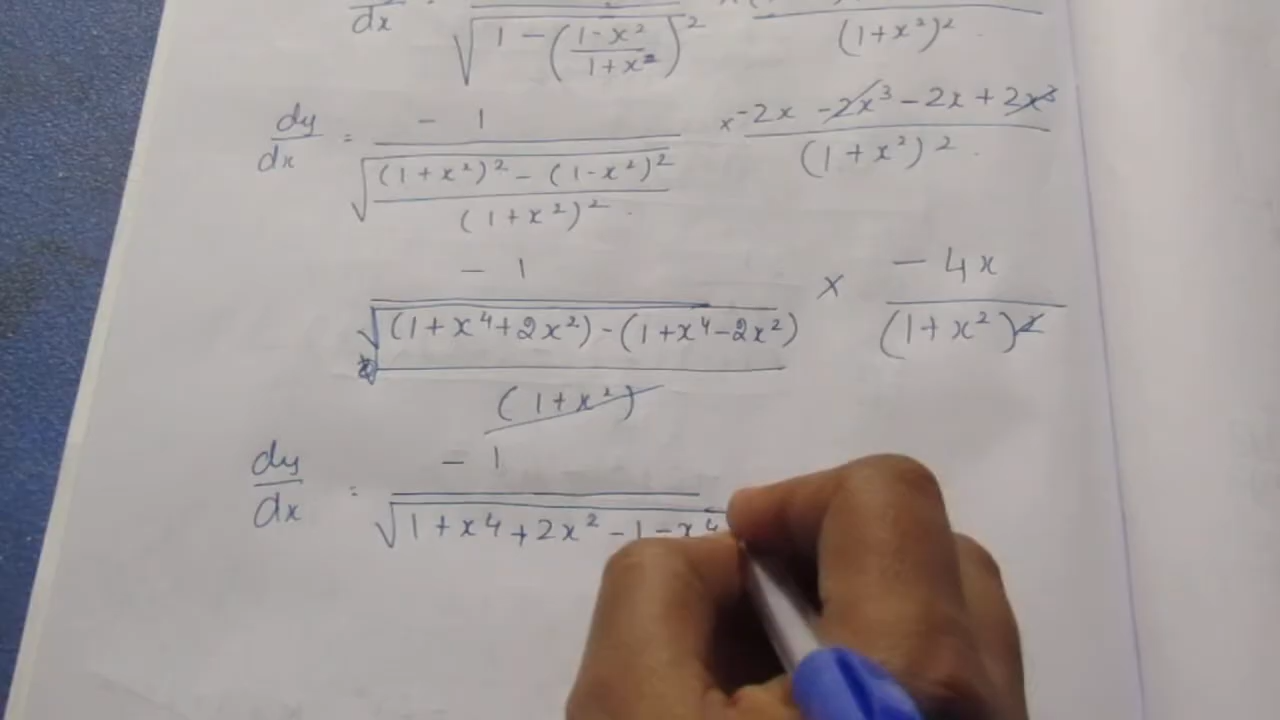 dx √1 − (1-x² / 1+x²)² (1+x²)²
dy/dx = − 1 / √((1+x²)² − (1-x²)² / (1+x²)²) × -2x − 2x³ − 2x + 2x³ / (1+x²)²
− 1 / √((1+x⁴+2x²) − (1+x⁴−2x²)) / (1+x²) × − 4x / (1+x²)2
dy/dx = − 1 / √1+x⁴+2x² −1−x⁴